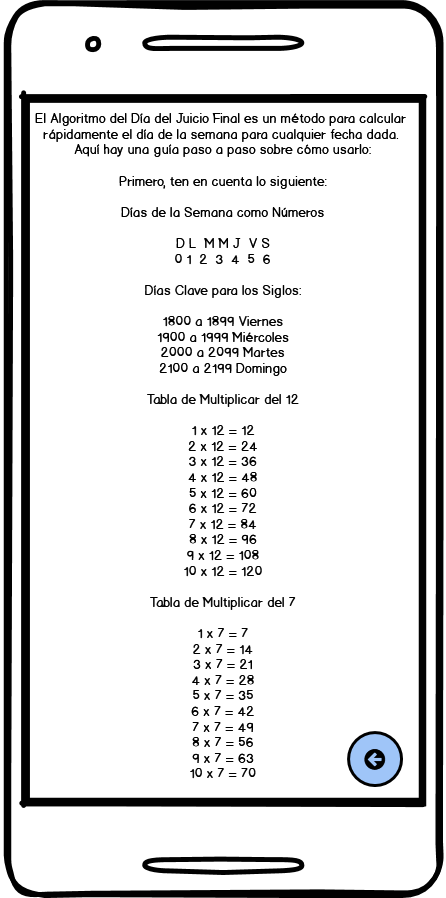 El Algoritmo del Día del Juicio Final es un método para calcular
rápidamente el día de la semana para cualquier fecha dada.
Aquí hay una guía paso a paso sobre cómo usarlo:
Primero, ten en cuenta lo siguiente:
Días de la Semana como Números
D L M M J V S
0 1 2 3 4 5 6
Días Clave para los Siglos:
1800 a 1899 Viernes
1900 a 1999 Miércoles
2000 a 2099 Martes
2100 a 2199 Domingo
Tabla de Multiplicar del 12
1 x 12 = 12
2 x 12 = 24
3 x 12 = 36
4 x 12 = 48
5 x 12 = 60
6 x 12 = 72
7 x 12 = 84
8 x 12 = 96
9 x 12 = 108
10 x 12 = 120
Tabla de Multiplicar del 7
1 x 7 = 7
2 x 7 = 14
3 x 7 = 21
4 x 7 = 28
5 x 7 = 35
6 x 7 = 42
7 x 7 = 49
8 x 7 = 56
9 x 7 = 63
10 x 7 = 70